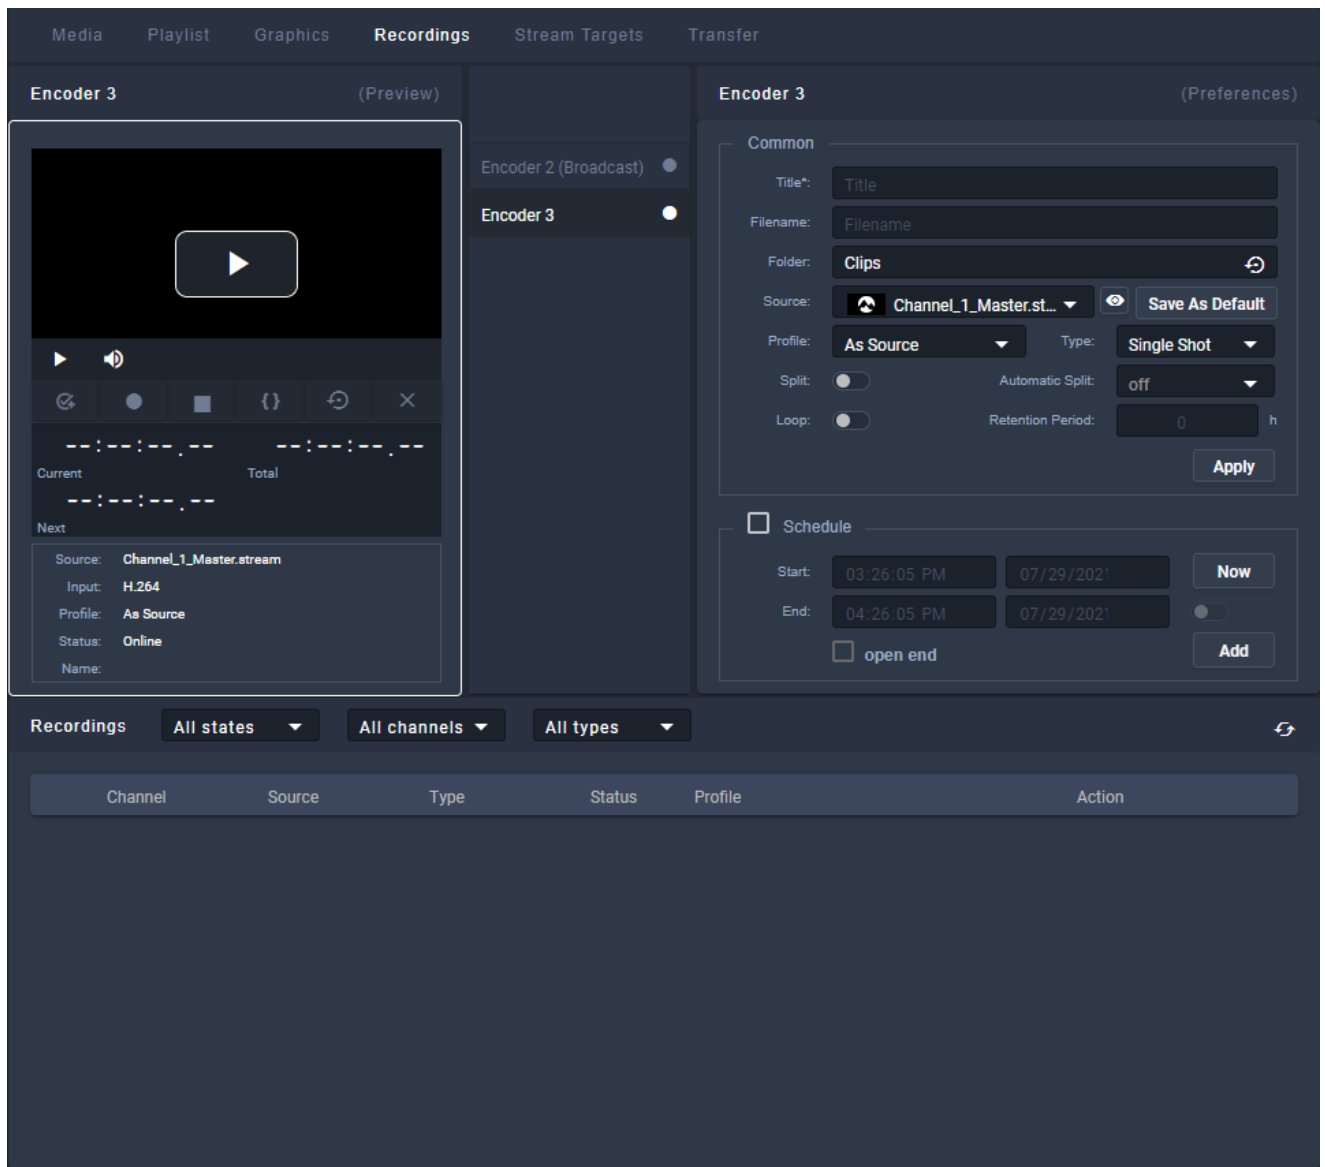 Media Playlist Graphics Recordings Stream Targets Transfer
Encoder 3 (Preview)
--:--:--.-- --:--:--.--
Current Total
--:--:--.--
Next
Source: Channel_1_Master.stream
Input: H.264
Profile: As Source
Status: Online
Name:
Encoder 2 (Broadcast)
Encoder 3
Encoder 3 (Preferences)
Common
Title*: Title
Filename: Filename
Folder: Clips
Source: Channel_1_Master.st... Save As Default
Profile: As Source Type: Single Shot
Split: Automatic Split: off
Loop: Retention Period: 0 h
Apply
Schedule
Start: 03:26:05 PM 07/29/2021 Now
End: 04:26:05 PM 07/29/2021
open end Add
Recordings All states All channels All types
Channel Source Type Status Profile Action